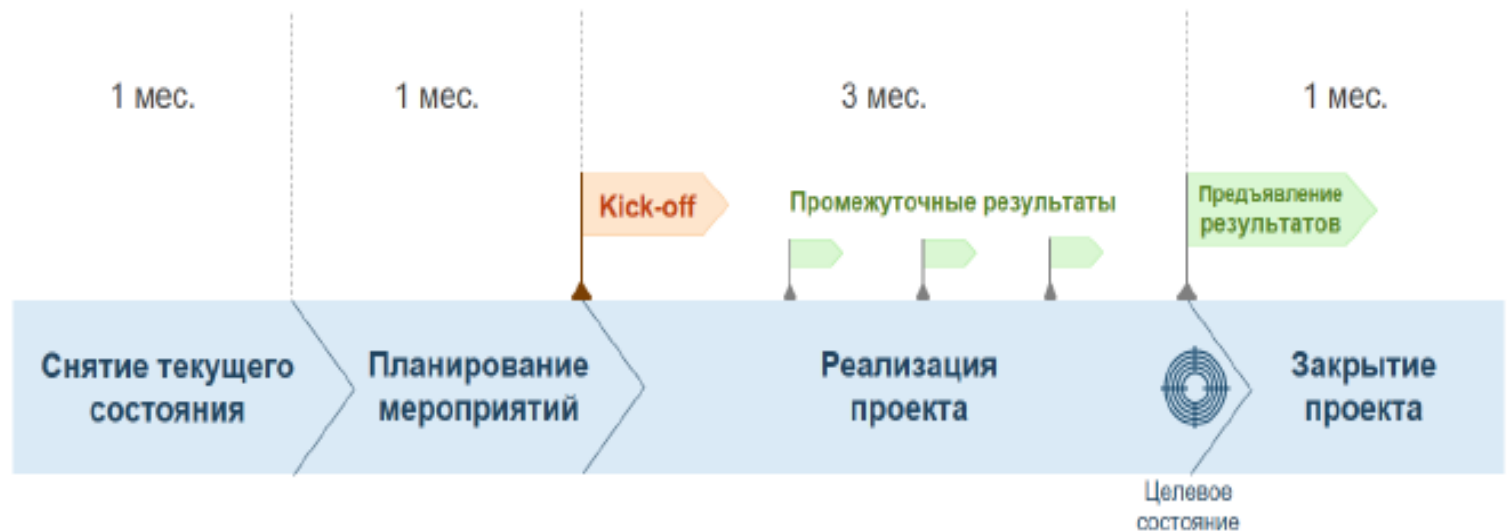 1 мес.
1 мес.
3 мес.
1 мес.
Kick-off
Промежуточные результаты
Предъявление
результатов
Снятие текущего
состояния
Планирование
мероприятий
Реализация
проекта
Закрытие
проекта
Целевое
состояние